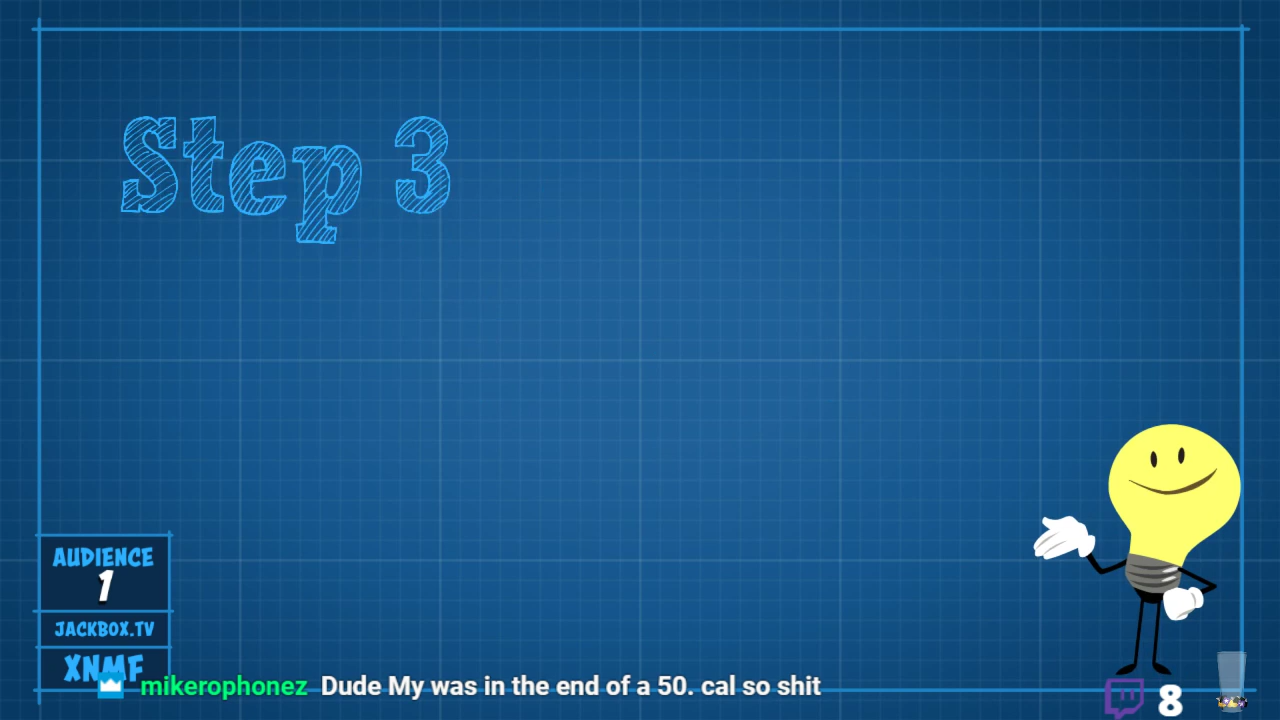 Step 3
AUDIENCE
1
JACKBOX.TV
XNMF
mikerophonez Dude My was in the end of a 50. cal so shit
8